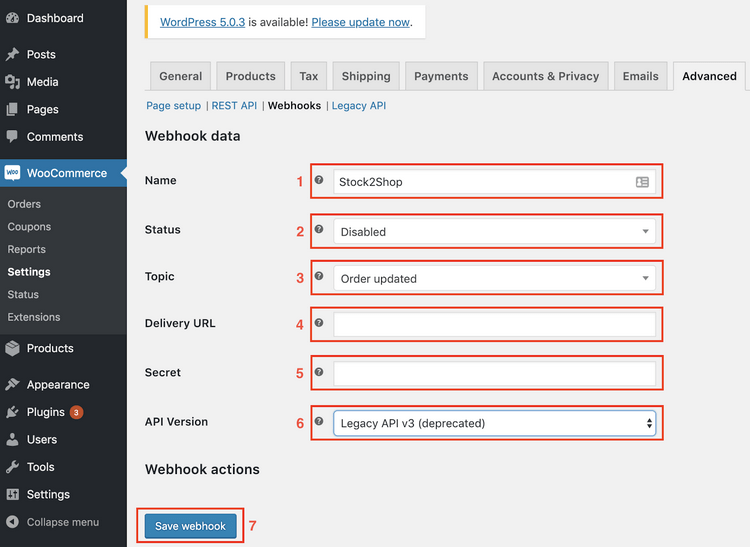 Dashboard
Posts
Media
Pages
Comments
WOO WooCommerce
Orders
Coupons
Reports
Settings
Status
Extensions
Products
Appearance
Plugins 3
Users
Tools
Settings
Collapse menu
WordPress 5.0.3 is available! Please update now.
General Products Tax Shipping Payments Accounts & Privacy Emails Advanced
Page setup | REST API | Webhooks | Legacy API
Webhook data
Name 1 ? Stock2Shop
Status 2 ? Disabled
Topic 3 ? Order updated
Delivery URL 4 ?
Secret 5 ?
API Version 6 ? Legacy API v3 (deprecated)
Webhook actions
Save webhook 7